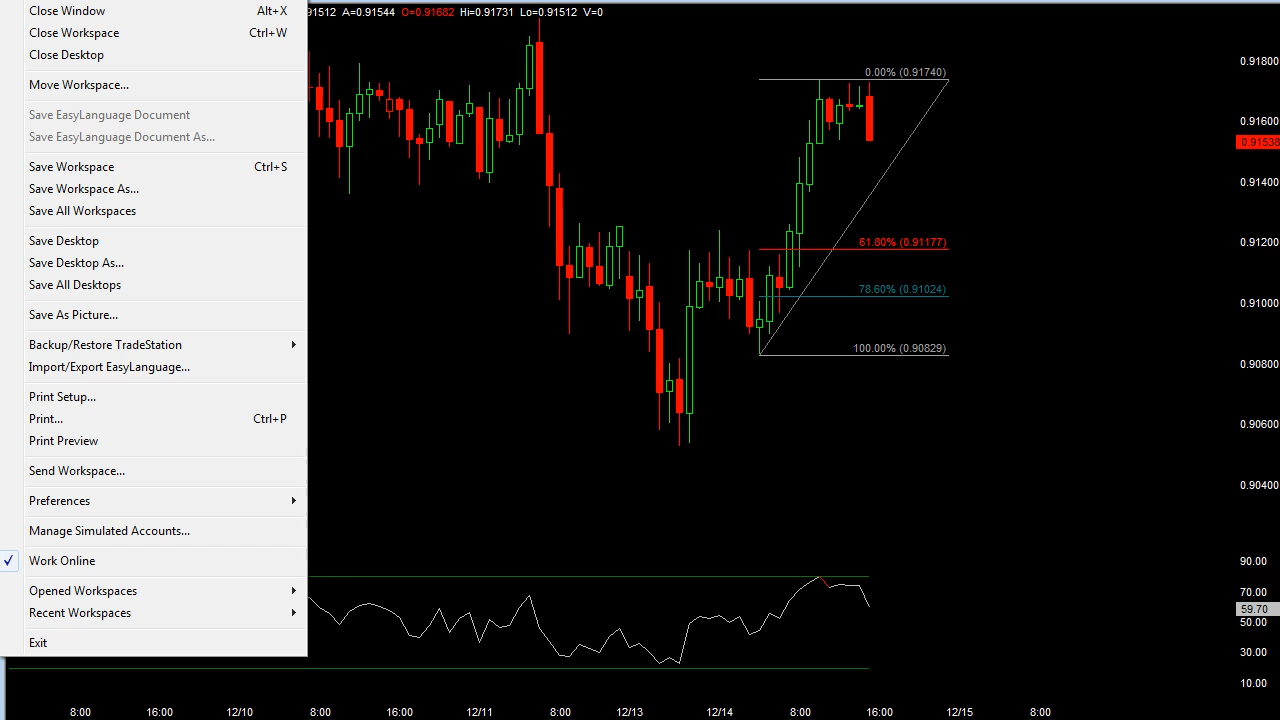 Close Window Alt+X
Close Workspace Ctrl+W
Close Desktop
Move Workspace...
Save EasyLanguage Document
Save EasyLanguage Document As...
Save Workspace Ctrl+S
Save Workspace As...
Save All Workspaces
Save Desktop
Save Desktop As...
Save All Desktops
Save As Picture...
Backup/Restore TradeStation
Import/Export EasyLanguage...
Print Setup...
Print... Ctrl+P
Print Preview
Send Workspace...
Preferences
Manage Simulated Accounts...
Work Online
Opened Workspaces
Recent Workspaces
Exit
91512 A=0.91544 O=0.91682 Hi=0.91731 Lo=0.91512 V=0
0.00% (0.91740)
61.80% (0.91177)
78.60% (0.91024)
100.00% (0.90829)
0.91800
0.91600
0.91538
0.91400
0.91200
0.91000
0.90800
0.90600
0.90400
90.00
70.00
59.70
50.00
30.00
10.00
8:00 16:00 12/10 8:00 16:00 12/11 8:00 12/13 12/14 8:00 16:00 12/15 8:00